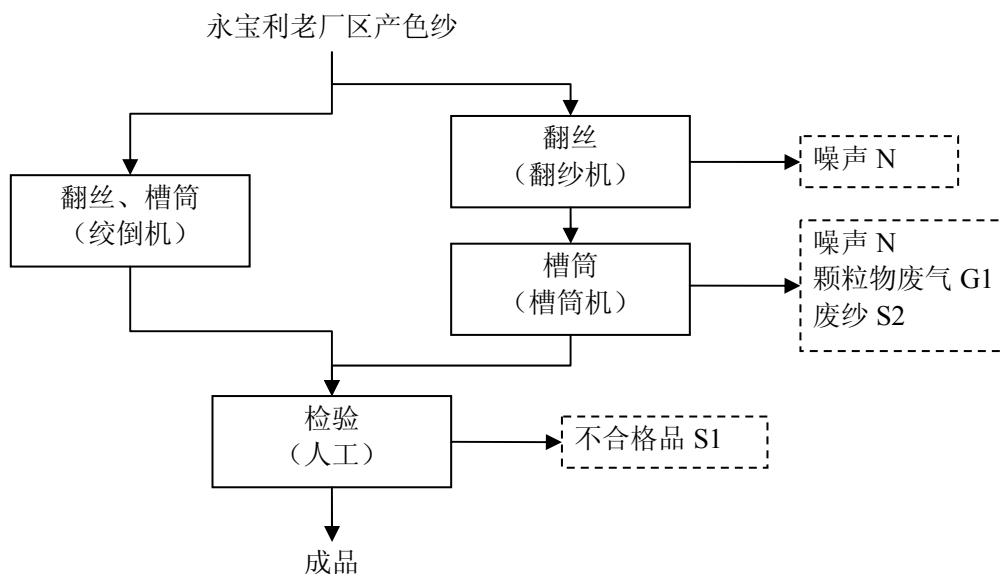 永宝利老厂区产色纱
翻丝
（翻纱机）
噪声 N
翻丝、槽筒
（绞倒机）
槽筒
（槽筒机）
噪声 N
颗粒物废气 G1
废纱 S2
检验
（人工）
不合格品 S1
成品